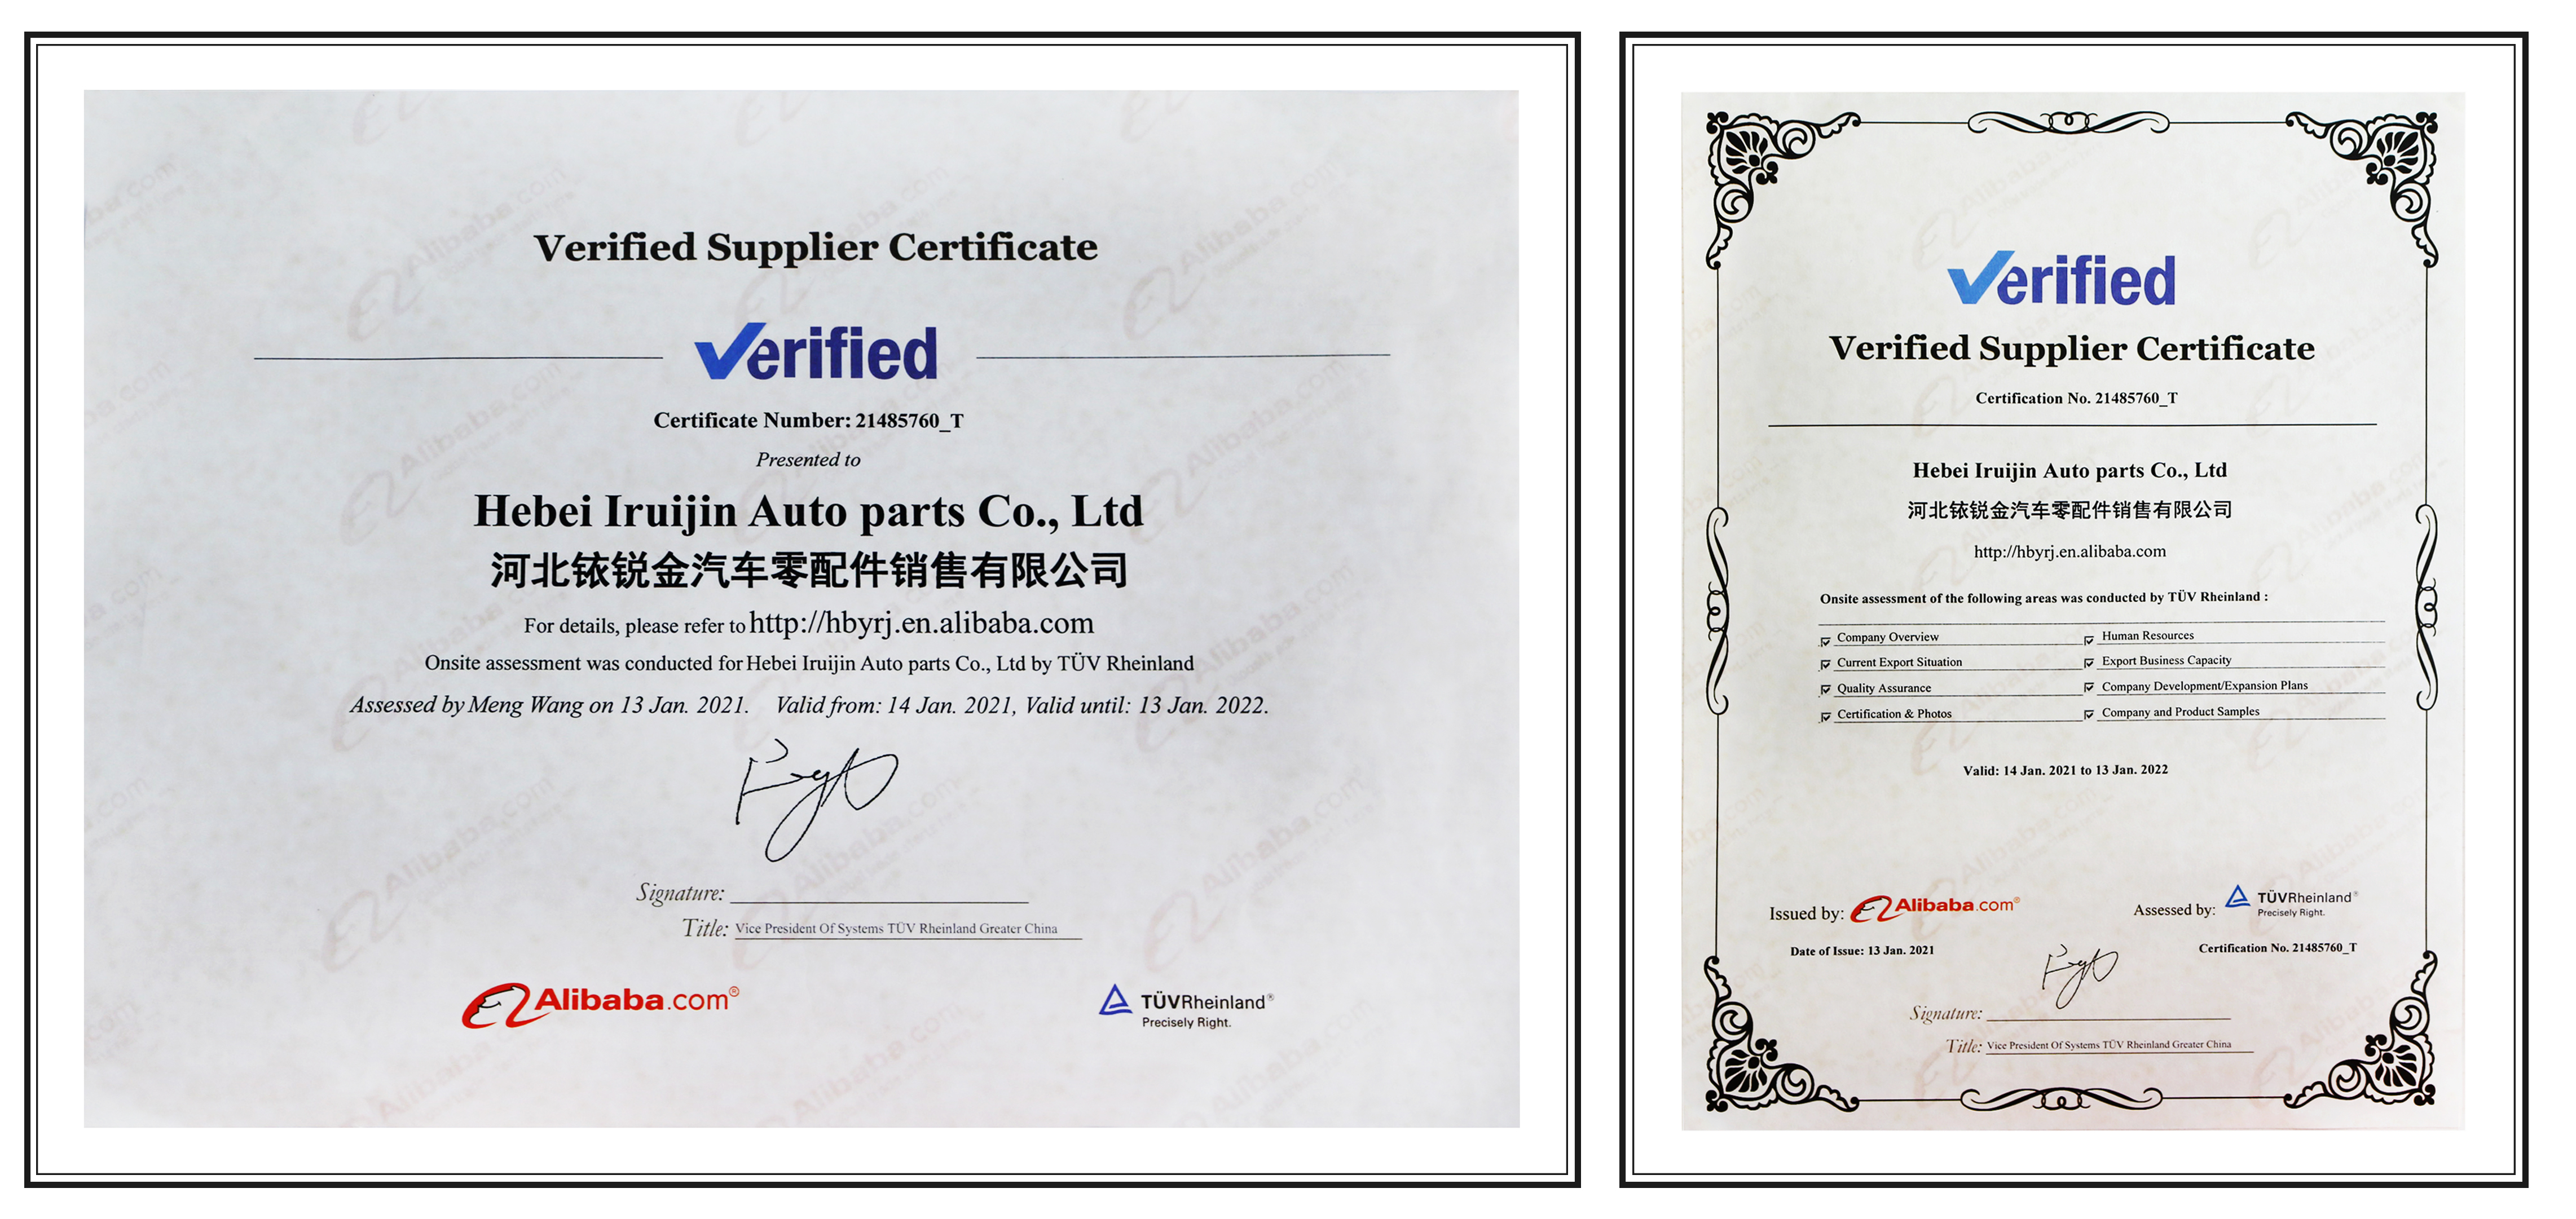 Verified Supplier Certificate
Verified
Certificate Number: 21485760_T
Presented to
Hebei Iruijin Auto parts Co., Ltd
河北铱锐金汽车零配件销售有限公司
For details, please refer to http://hbyrj.en.alibaba.com
Onsite assessment was conducted for Hebei Iruijin Auto parts Co., Ltd by TÜV Rheinland
Assessed by Meng Wang on 13 Jan. 2021. Valid from: 14 Jan. 2021, Valid until: 13 Jan. 2022.
Signature:
Title: Vice President Of Systems TÜV Rheinland Greater China
Alibaba.com®
TÜVRheinland®
Precisely Right.
Verified
Verified Supplier Certificate
Certification No. 21485760_T
Hebei Iruijin Auto parts Co., Ltd
河北铱锐金汽车零配件销售有限公司
http://hbyrj.en.alibaba.com
Onsite assessment of the following areas was conducted by TÜV Rheinland :
Company Overview
Human Resources
Current Export Situation
Export Business Capacity
Quality Assurance
Company Development/Expansion Plans
Certification & Photos
Company and Product Samples
Valid: 14 Jan. 2021 to 13 Jan. 2022
Issued by: Alibaba.com®
Assessed by: TÜVRheinland®
Precisely Right.
Date of Issue: 13 Jan. 2021
Certification No. 21485760_T
Signature:
Title: Vice President Of Systems TÜV Rheinland Greater China